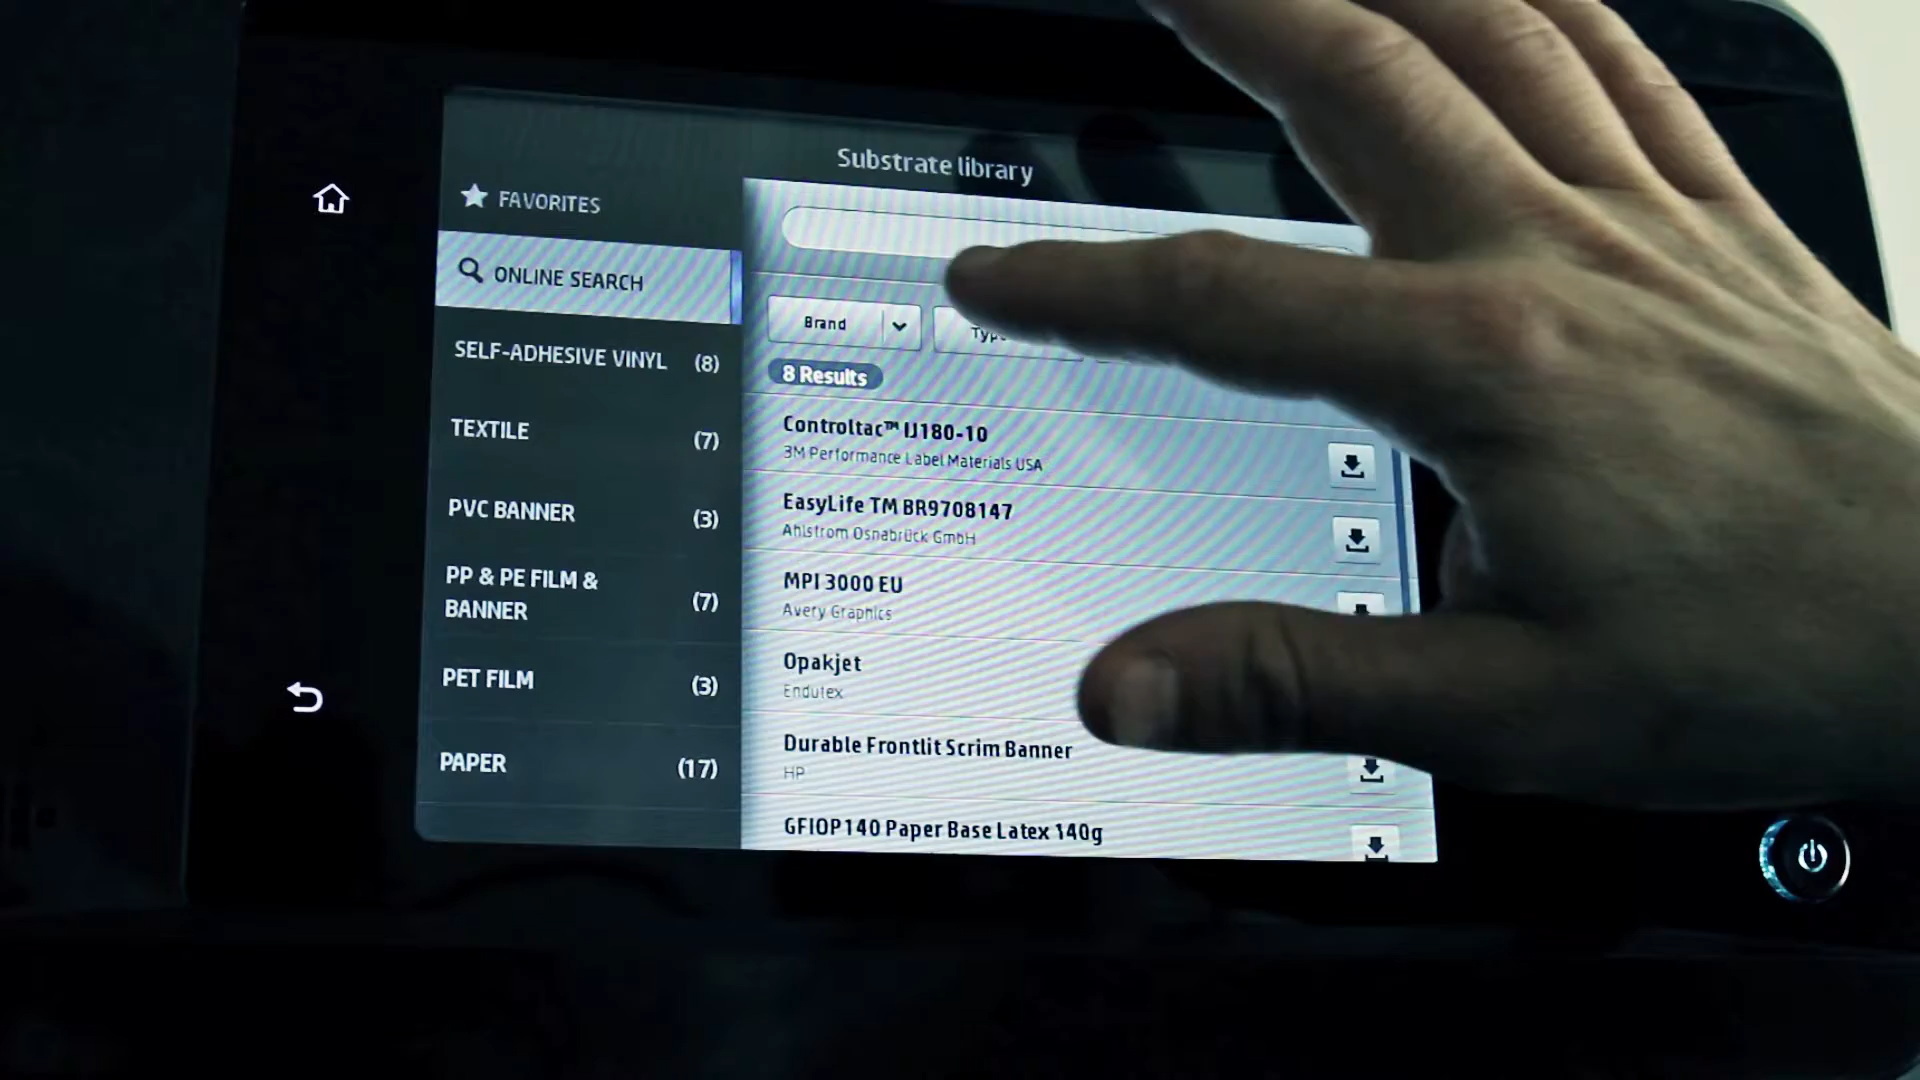 Substrate library
FAVORITES
ONLINE SEARCH
SELF-ADHESIVE VINYL (8)
TEXTILE (7)
PVC BANNER (3)
PP & PE FILM &
BANNER (7)
PET FILM (3)
PAPER (17)
Brand
8 Results
Controltac™ IJ180-10
3M Performance Label Materials USA
EasyLife TM BR9708147
Ahlstrom Osnabrück GmbH
MPI 3000 EU
Avery Graphics
Opakjet
Endutex
Durable Frontlit Scrim Banner
HP
GFIOP140 Paper Base Latex 140g